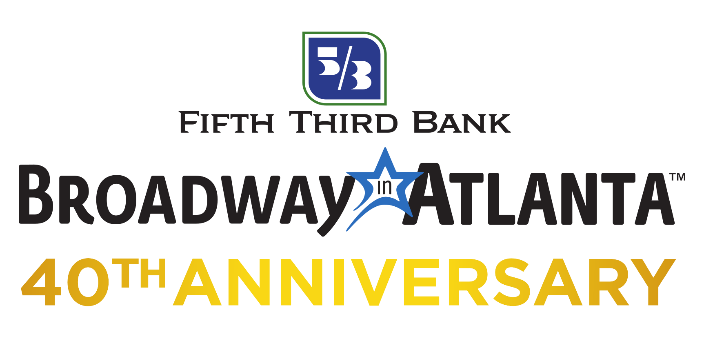 5/3
FIFTH THIRD BANK
BROADWAY in ATLANTA™
40TH ANNIVERSARY